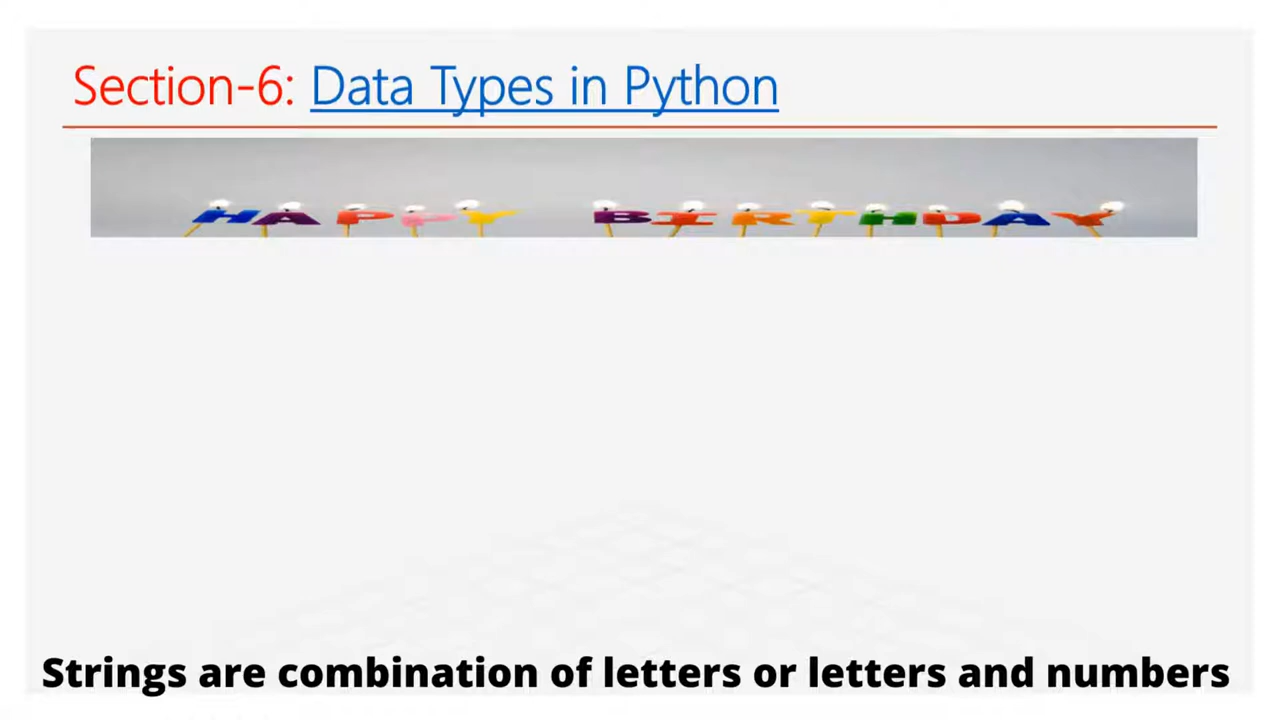 Section-6: Data Types in Python
HAPPY BIRTHDAY
Strings are combination of letters or letters and numbers